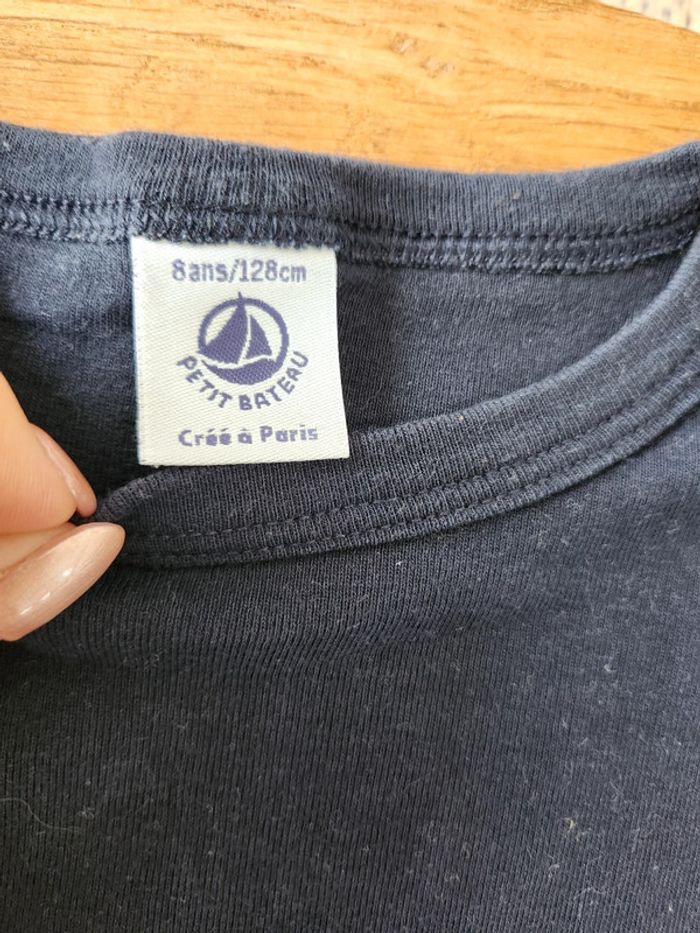 8ans/128cm
PETIT BATEAU
Créé à Paris